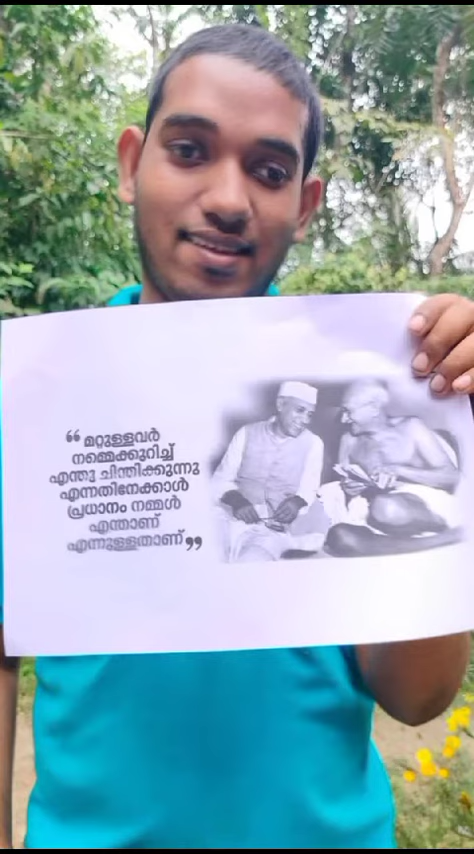 “ മറ്റുള്ളവർ
നമ്മെക്കുറിച്ച്
എന്തു ചിന്തിക്കുന്നു
എന്നതിനേക്കാൾ
പ്രധാനം നമ്മൾ
എന്താണ്
എന്നുള്ളതാണ് ”